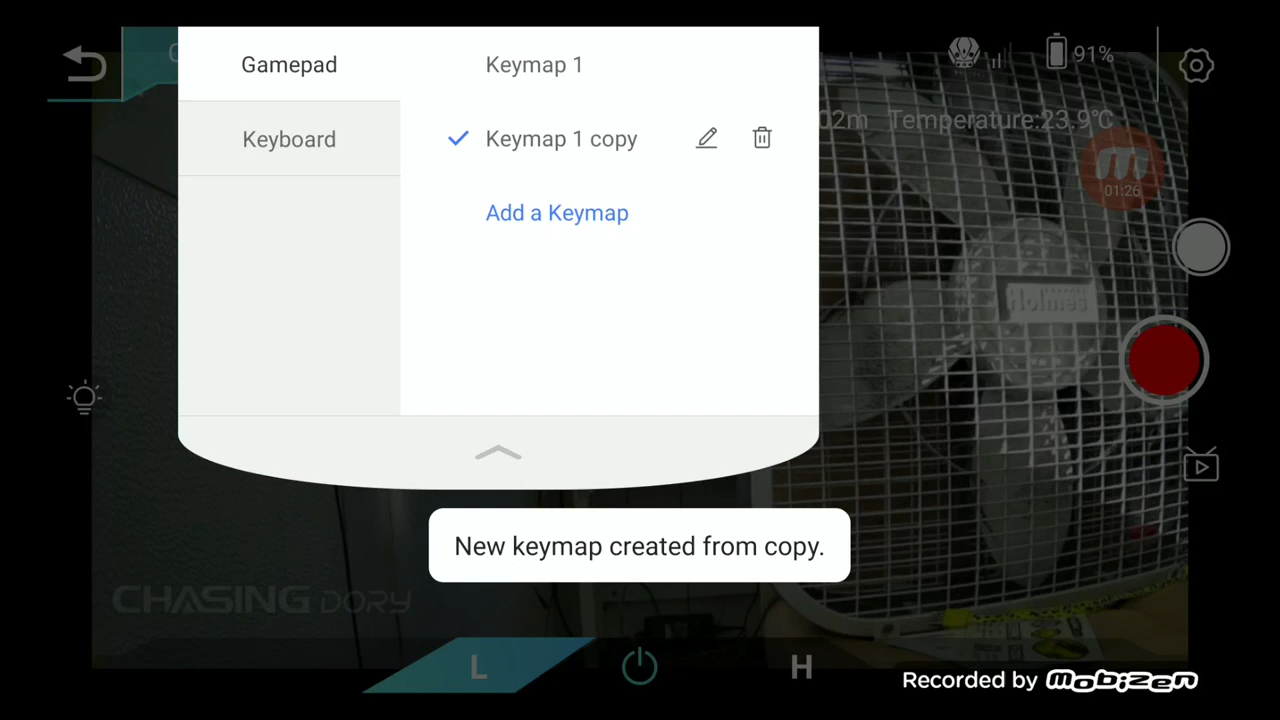 Gamepad
Keyboard
Keymap 1
Keymap 1 copy
Add a Keymap
91%
02m Temperature:23.9°C
01:26
Holmes
New keymap created from copy.
CHASING DORY
L
H
Recorded by mobizen